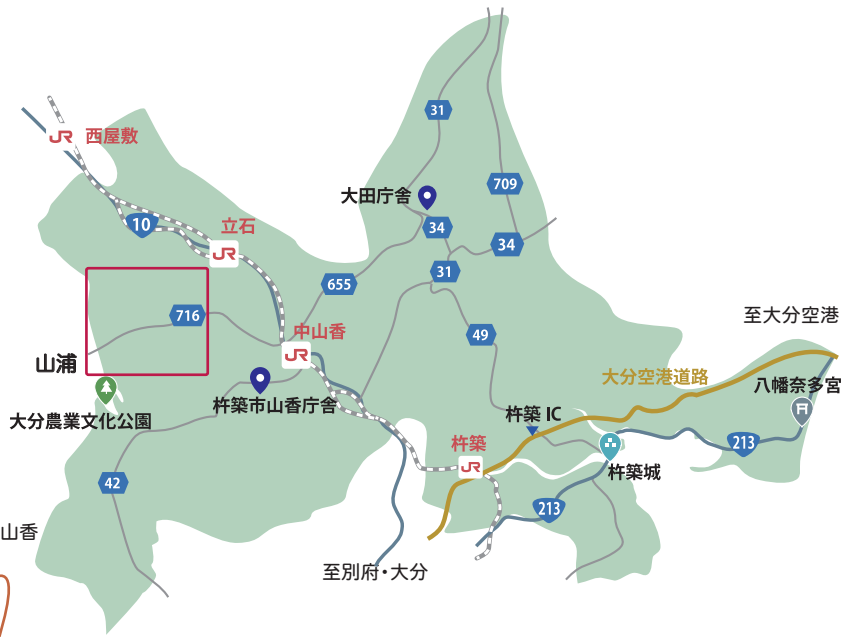 31
JR 西屋敷
709
大田庁舎
10
立石
JR
34
34
31
655
716
中山香
JR
49
至大分空港
山浦
大分空港道路
八幡奈多宮
大分農業文化公園
杵築市山香庁舎
杵築 IC
杵築
JR
213
杵築城
42
213
山香
至別府・大分